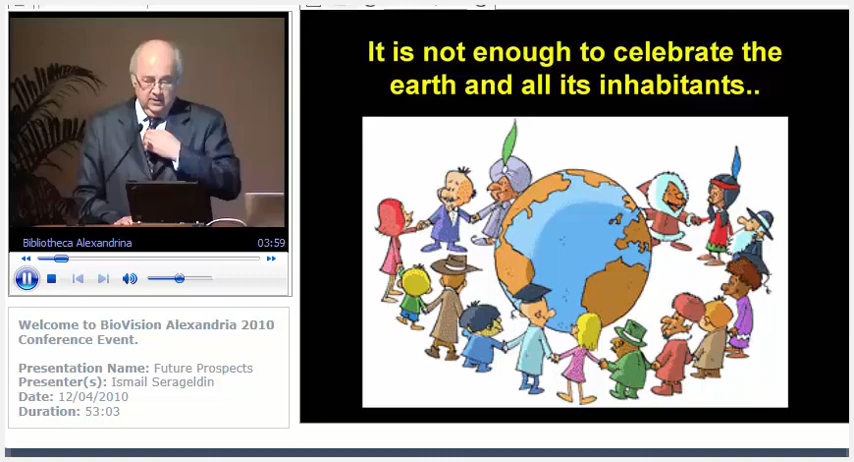 It is not enough to celebrate the
earth and all its inhabitants..
Bibliotheca Alexandrina 03:59
Welcome to BioVision Alexandria 2010
Conference Event.
Presentation Name: Future Prospects
Presenter(s): Ismail Serageldin
Date: 12/04/2010
Duration: 53:03